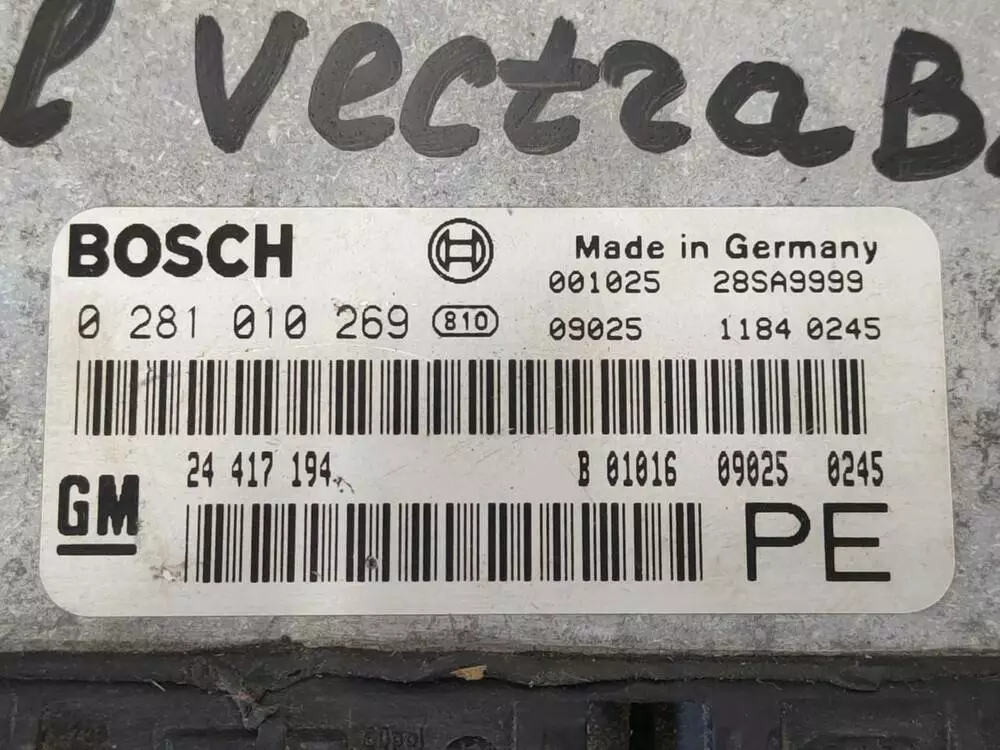 l Vectra B
BOSCH
Made in Germany
001025 28SA9999
0 281 010 269 810
09025 1184 0245
24 417 194
B 01016 09025 0245
GM
PE